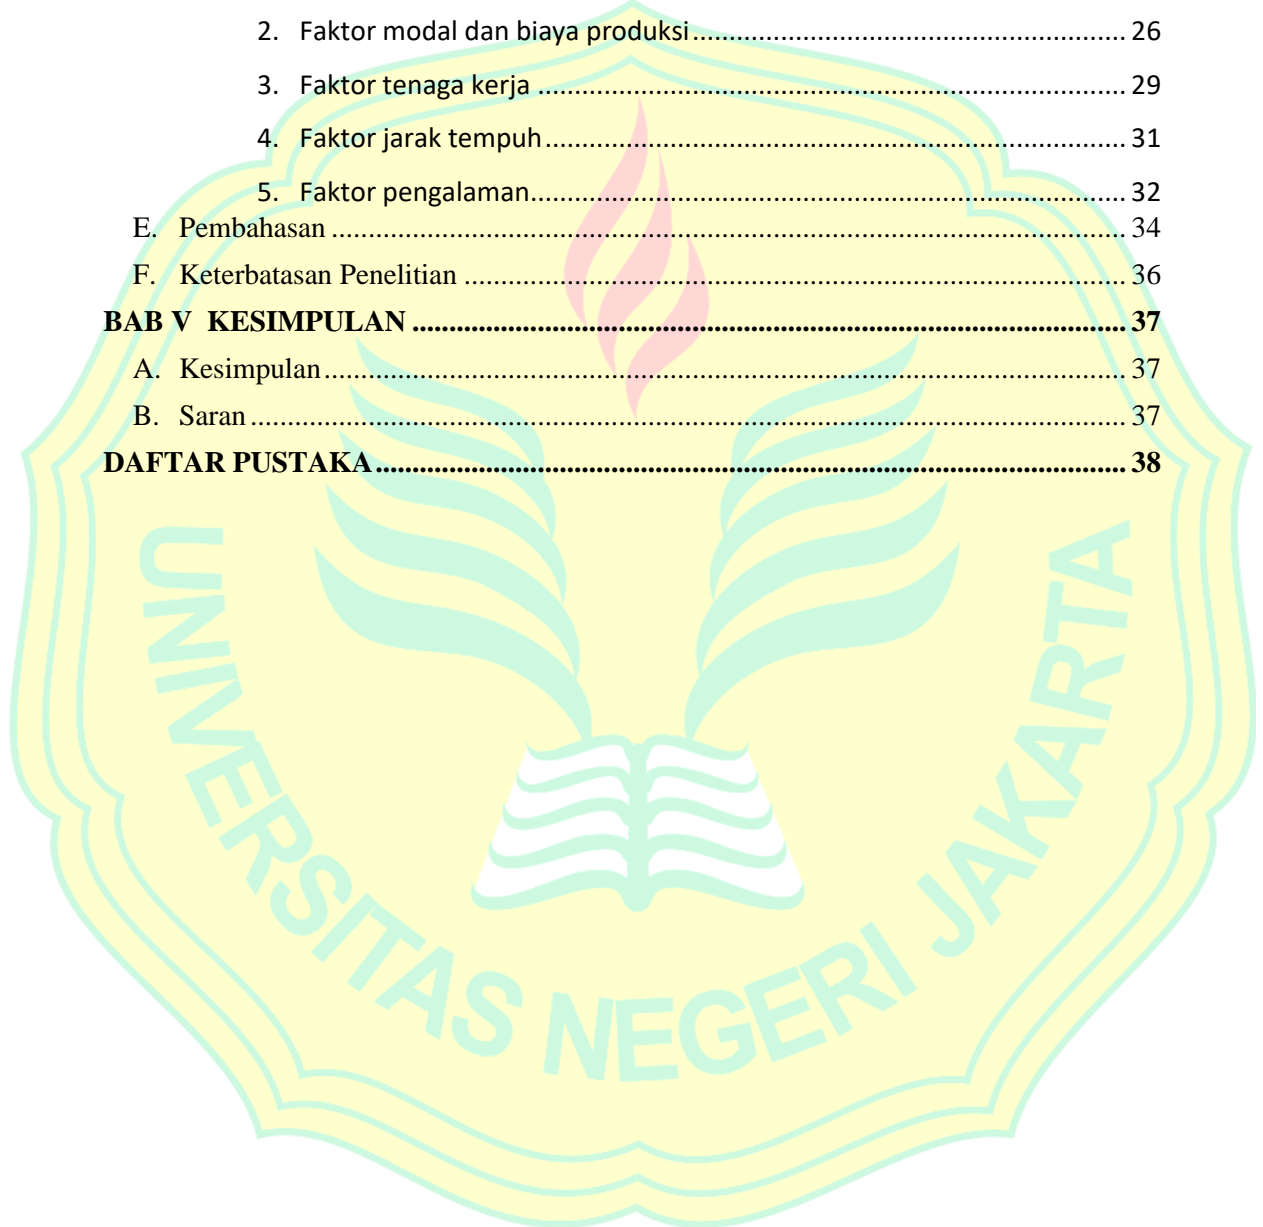 2. Faktor modal dan biaya produksi........................................................... 26
3. Faktor tenaga kerja ................................................................................ 29
4. Faktor jarak tempuh............................................................................... 31
5. Faktor pengalaman................................................................................. 32
E. Pembahasan ......................................................................................................... 34
F. Keterbatasan Penelitian ....................................................................................... 36
BAB V KESIMPULAN .............................................................................................. 37
A. Kesimpulan.......................................................................................................... 37
B. Saran .................................................................................................................... 37
DAFTAR PUSTAKA.................................................................................................. 38
UNIVERSITAS NEGERI JAKARTA